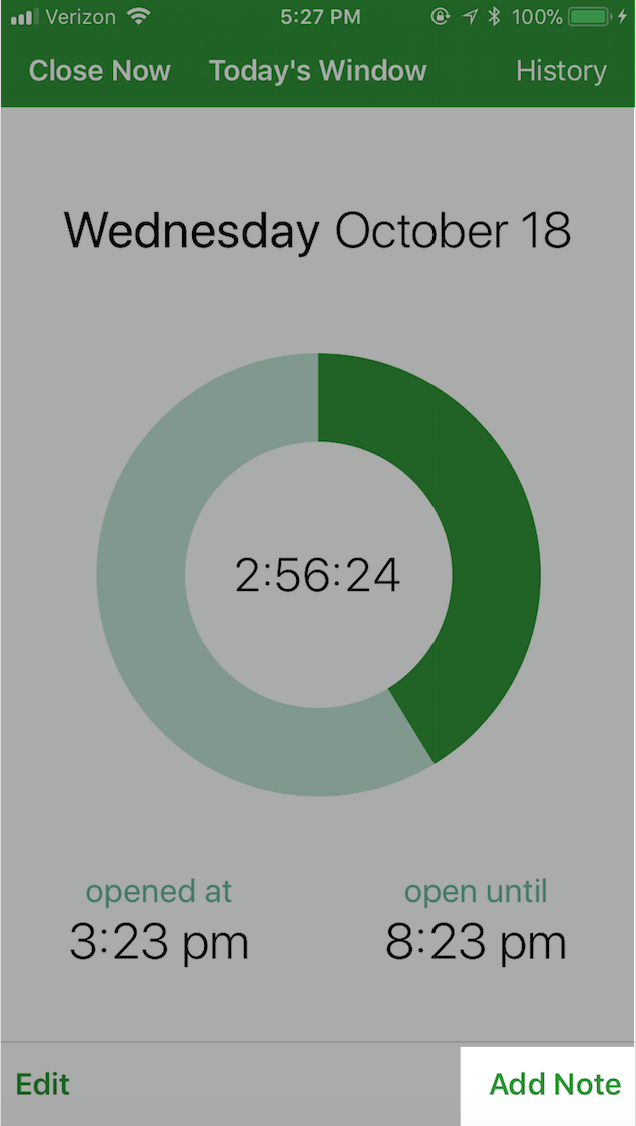 Verizon 5:27 PM 100%
Close Now Today's Window History
Wednesday October 18
2:56:24
opened at open until
3:23 pm 8:23 pm
Edit Add Note